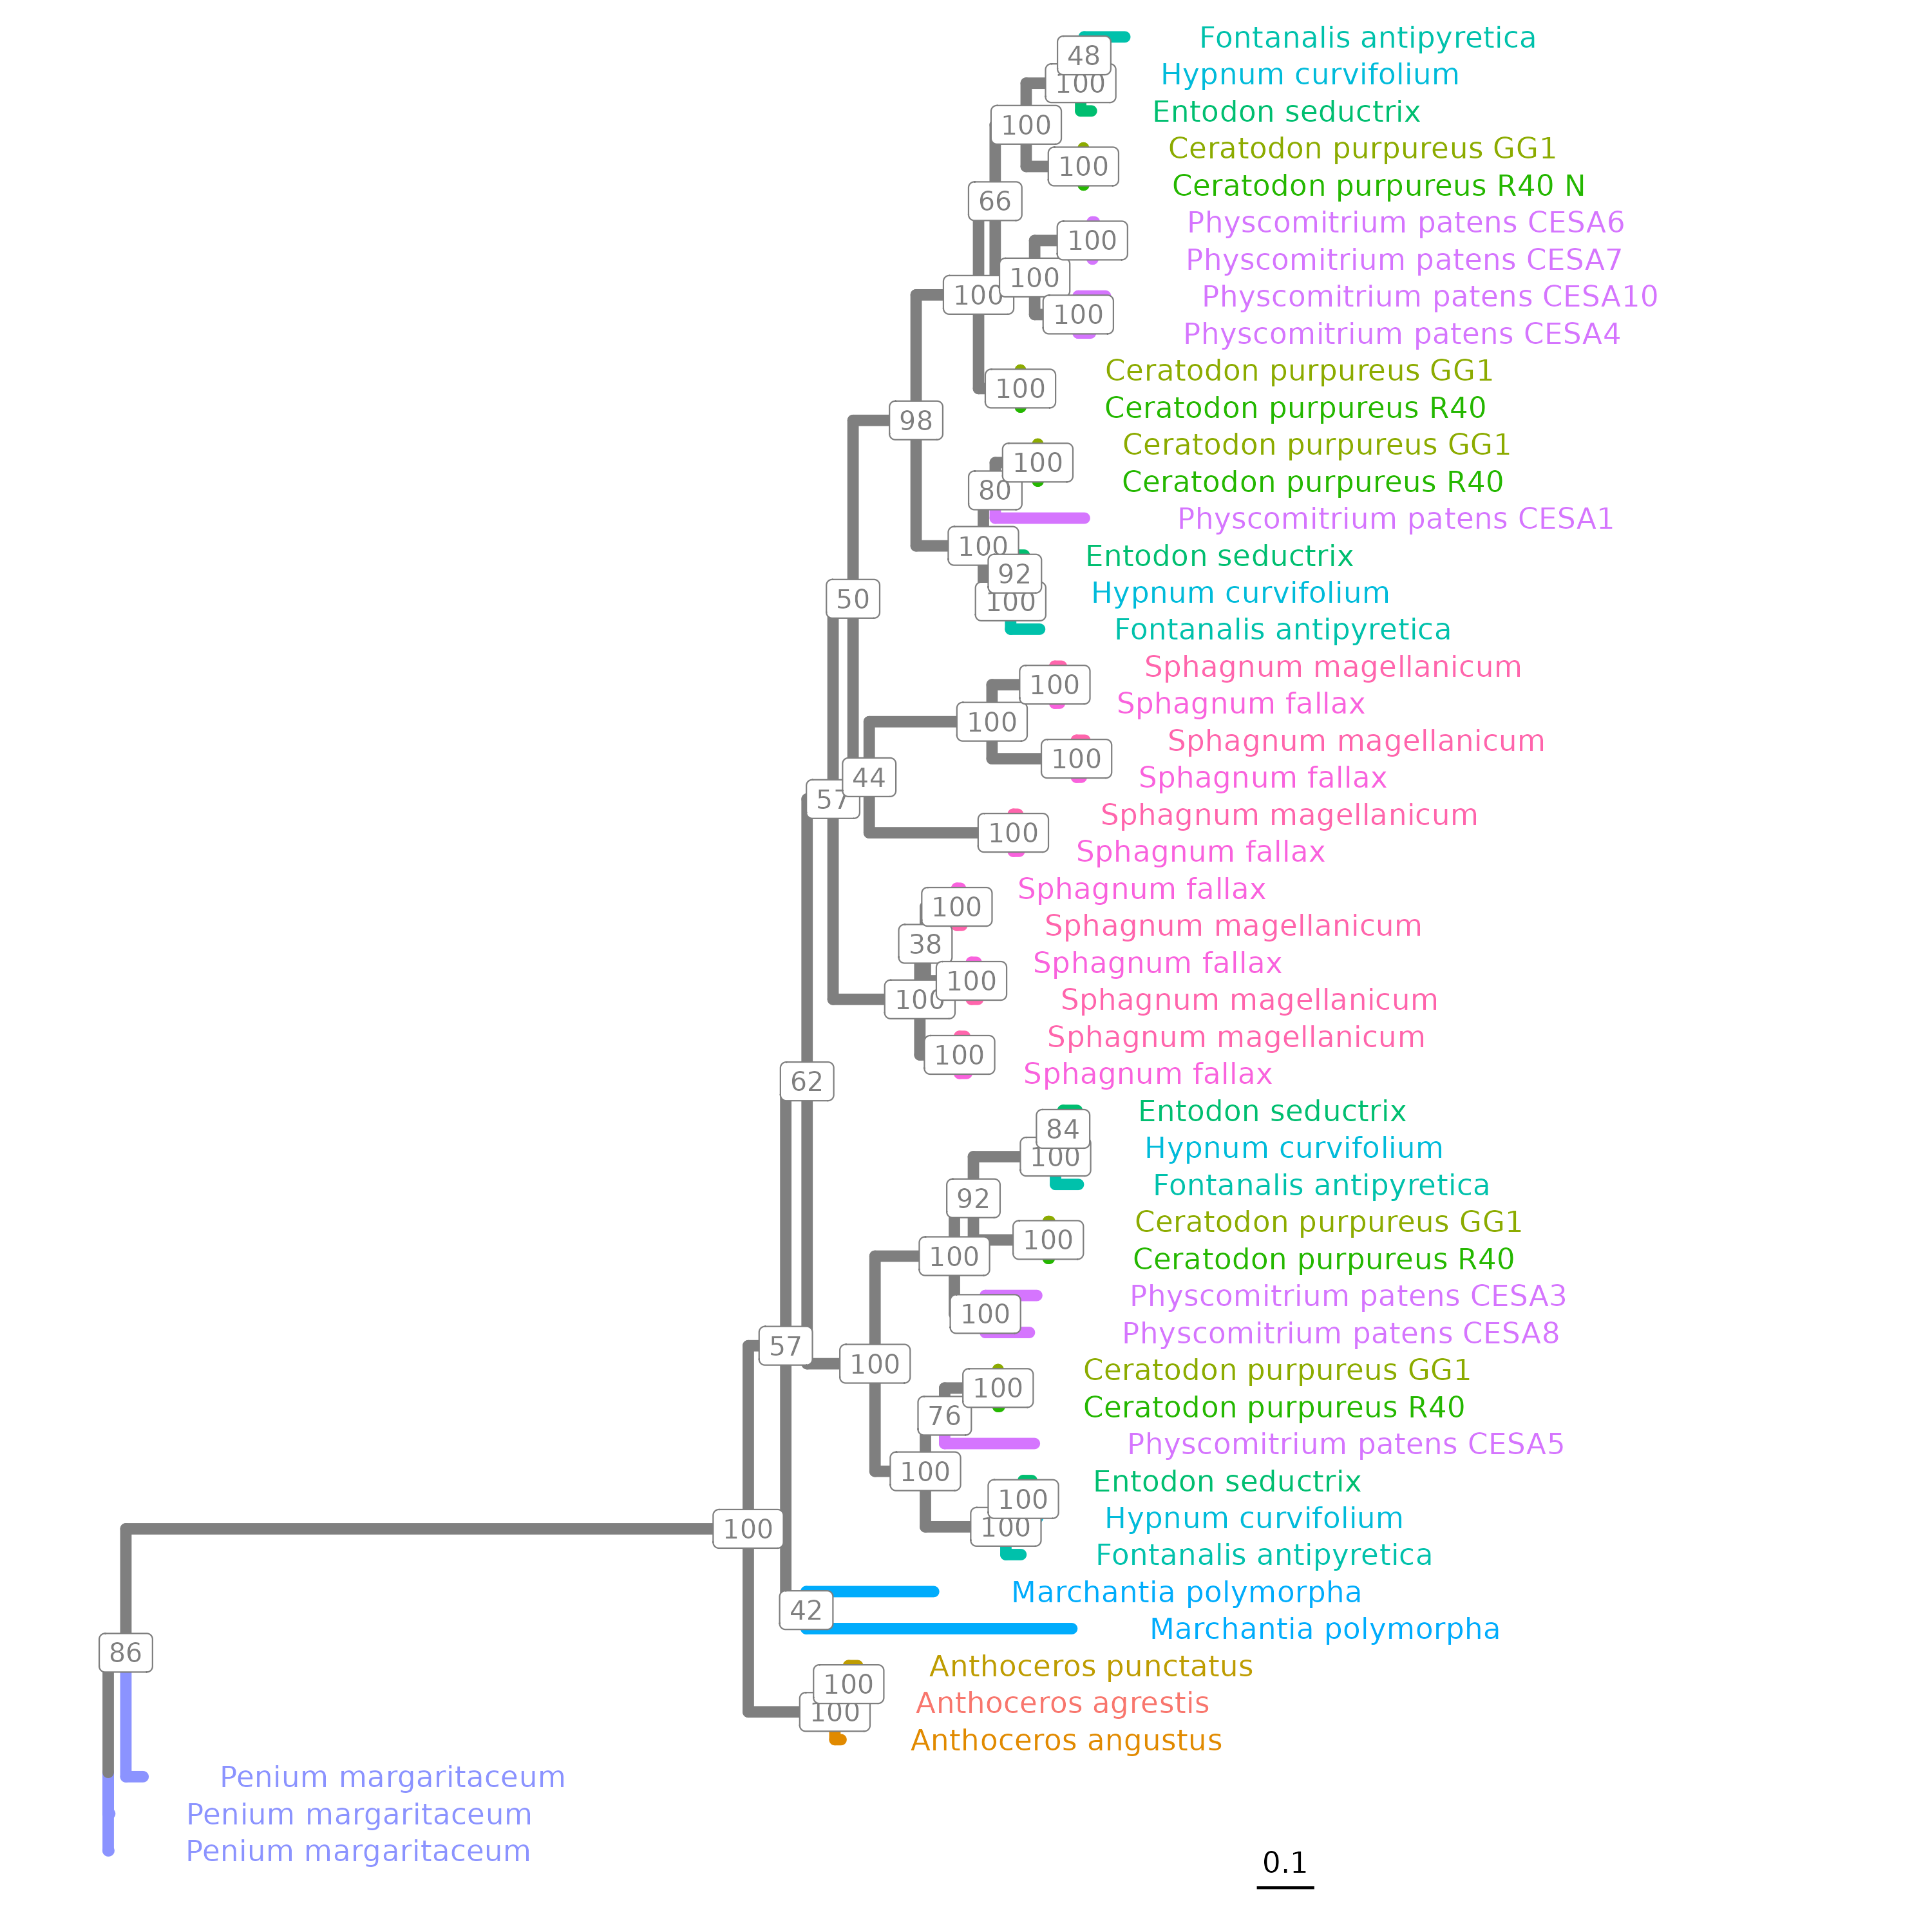 Fontanalis antipyretica
48
Hypnum curvifolium
100
Entodon seductrix
100
Ceratodon purpureus GG1
100
Ceratodon purpureus R40 N
66
Physcomitrium patens CESA6
100
Physcomitrium patens CESA7
100
Physcomitrium patens CESA10
100
100
Physcomitrium patens CESA4
Ceratodon purpureus GG1
100
Ceratodon purpureus R40
98
Ceratodon purpureus GG1
100
Ceratodon purpureus R40
80
Physcomitrium patens CESA1
100
Entodon seductrix
92
Hypnum curvifolium
50
100
Fontanalis antipyretica
Sphagnum magellanicum
100
Sphagnum fallax
100
Sphagnum magellanicum
100
Sphagnum fallax
44
57
Sphagnum magellanicum
100
Sphagnum fallax
Sphagnum fallax
100
Sphagnum magellanicum
38
Sphagnum fallax
100
Sphagnum magellanicum
100
Sphagnum magellanicum
100
Sphagnum fallax
62
Entodon seductrix
84
Hypnum curvifolium
100
Fontanalis antipyretica
92
Ceratodon purpureus GG1
100
Ceratodon purpureus R40
100
Physcomitrium patens CESA3
100
Physcomitrium patens CESA8
57
100
Ceratodon purpureus GG1
100
Ceratodon purpureus R40
76
Physcomitrium patens CESA5
100
Entodon seductrix
100
Hypnum curvifolium
100
100
Fontanalis antipyretica
Marchantia polymorpha
42
Marchantia polymorpha
86
Anthoceros punctatus
100
Anthoceros agrestis
100
Anthoceros angustus
Penium margaritaceum
Penium margaritaceum
Penium margaritaceum
0.1